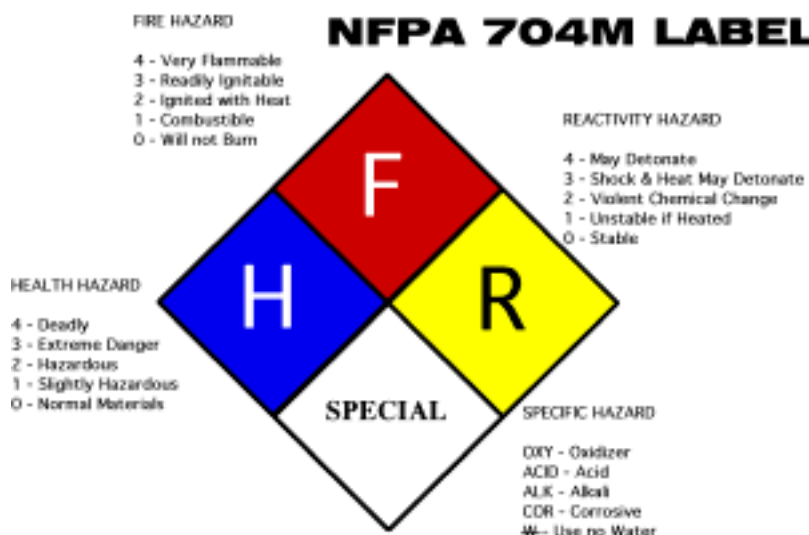 NFPA 704M LABEL
FIRE HAZARD
4 - Very Flammable
3 - Readily Ignitable
2 - Ignited with Heat
1 - Combustible
0 - Will not Burn
F
REACTIVITY HAZARD
4 - May Detonate
3 - Shock & Heat May Detonate
2 - Violent Chemical Change
1 - Unstable if Heated
0 - Stable
HEALTH HAZARD
4 - Deadly
3 - Extreme Danger
2 - Hazardous
1 - Slightly Hazardous
0 - Normal Materials
H
R
SPECIAL
SPECIFIC HAZARD
OXY - Oxidizer
ACID - Acid
ALK - Alkali
COR - Corrosive
W - Use no Water